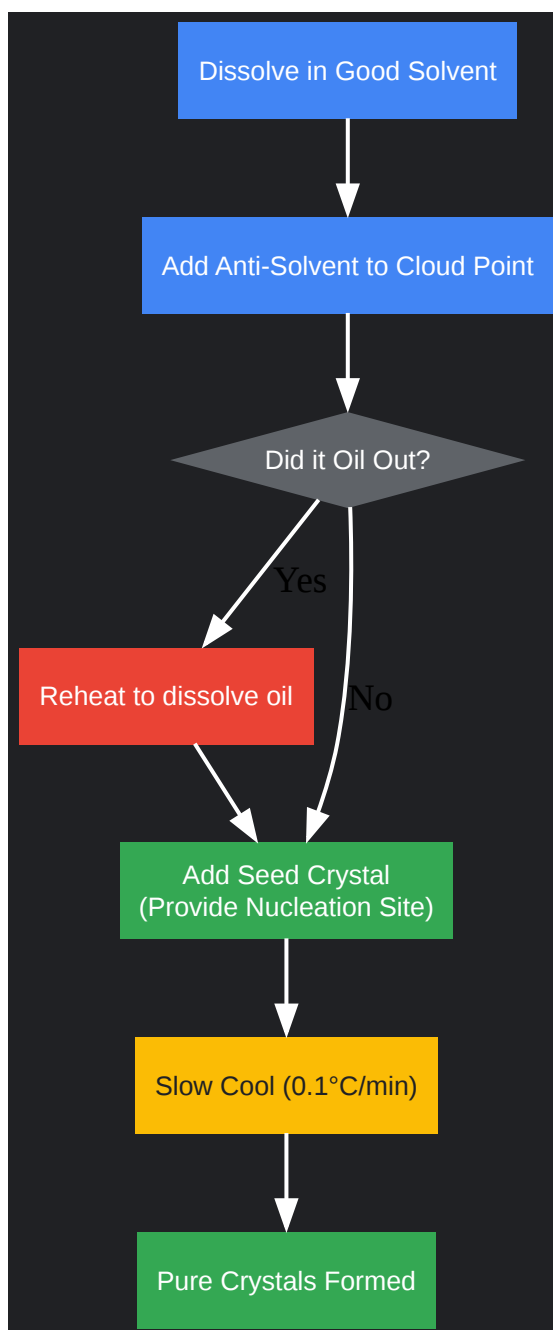 Dissolve in Good Solvent
Add Anti-Solvent to Cloud Point
Did it Oil Out?
Yes
Reheat to dissolve oil
No
Add Seed Crystal
(Provide Nucleation Site)
Slow Cool (0.1°C/min)
Pure Crystals Formed